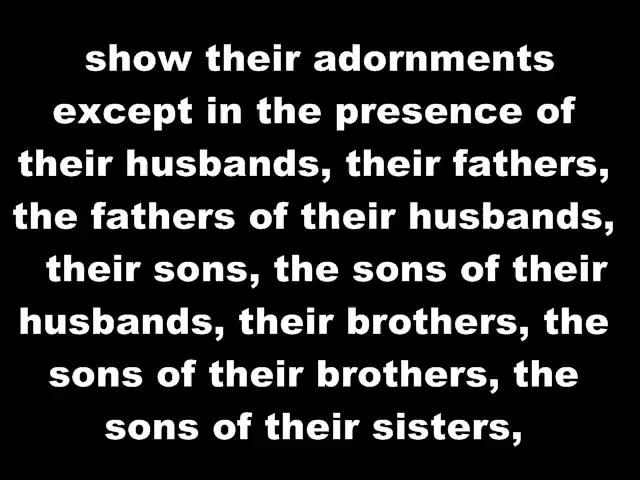 show their adornments
except in the presence of
their husbands, their fathers,
the fathers of their husbands,
their sons, the sons of their
husbands, their brothers, the
sons of their brothers, the
sons of their sisters,